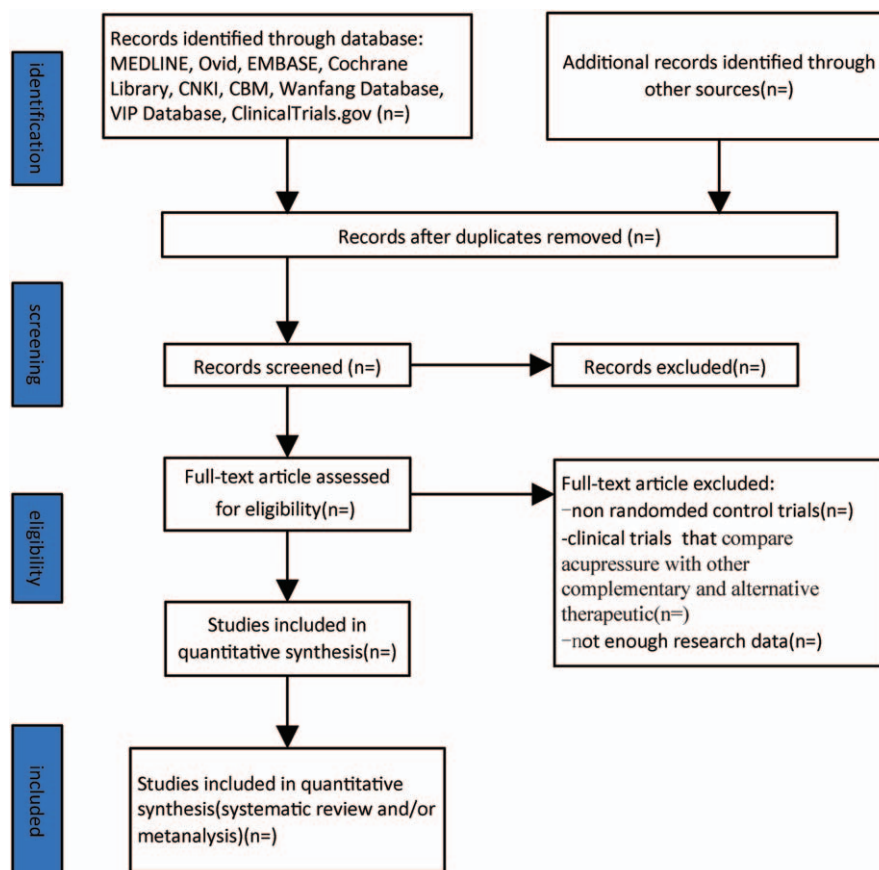 identification
Records identified through database:
MEDLINE, Ovid, EMBASE, Cochrane
Library, CNKI, CBM, Wanfang Database,
VIP Database, ClinicalTrials.gov (n=)
Additional records identified through
other sources(n=)
Records after duplicates removed (n=)
screening
Records screened (n=)
Records excluded(n=)
eligibility
Full-text article assessed
for eligibility(n=)
Full-text article excluded:
–non randomded control trials(n=)
-clinical trials that compare
acupressure with other
complementary and alternative
therapeutic(n=)
–not enough research data(n=)
Studies included in
quantitative synthesis(n=)
included
Studies included in quantitative
synthesis(systematic review and/or
metanalysis)(n=)